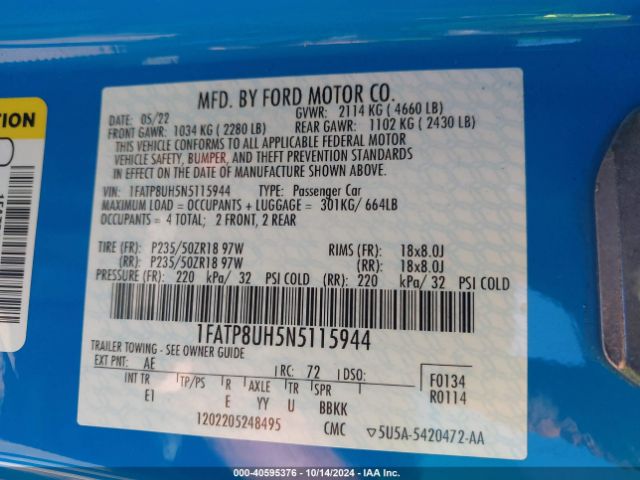 MFD. BY FORD MOTOR CO.
DATE: 05/22 GVWR: 2114 KG ( 4660 LB)
FRONT GAWR: 1034 KG ( 2280 LB) REAR GAWR: 1102 KG ( 2430 LB)
THIS VEHICLE CONFORMS TO ALL APPLICABLE FEDERAL MOTOR
VEHICLE SAFETY, BUMPER, AND THEFT PREVENTION STANDARDS
IN EFFECT ON THE DATE OF MANUFACTURE SHOWN ABOVE.
VIN: 1FATP8UH5N5115944 TYPE: Passenger Car
MAXIMUM LOAD = OCCUPANTS + LUGGAGE = 301KG/ 664LB
OCCUPANTS = 4 TOTAL; 2 FRONT, 2 REAR
TIRE (FR): P235/50ZR18 97W RIMS (FR): 18x8.0J
(RR): P235/50ZR18 97W (RR): 18x8.0J
PRESSURE (FR): 220 kPa/ 32 PSI COLD (RR): 220 kPa/ 32 PSI COLD
1FATP8UH5N5115944
TRAILER TOWING - SEE OWNER GUIDE
EXT PNT: AE RC: 72 DSO: F0134
INT TR TP/PS R AXLE TR SPR R0114
E1 E YY U BBKK
1202205248495 CMC 5U5A-5420472-AA
TION
002 - 40595376 | 10/14/2024 - IAA